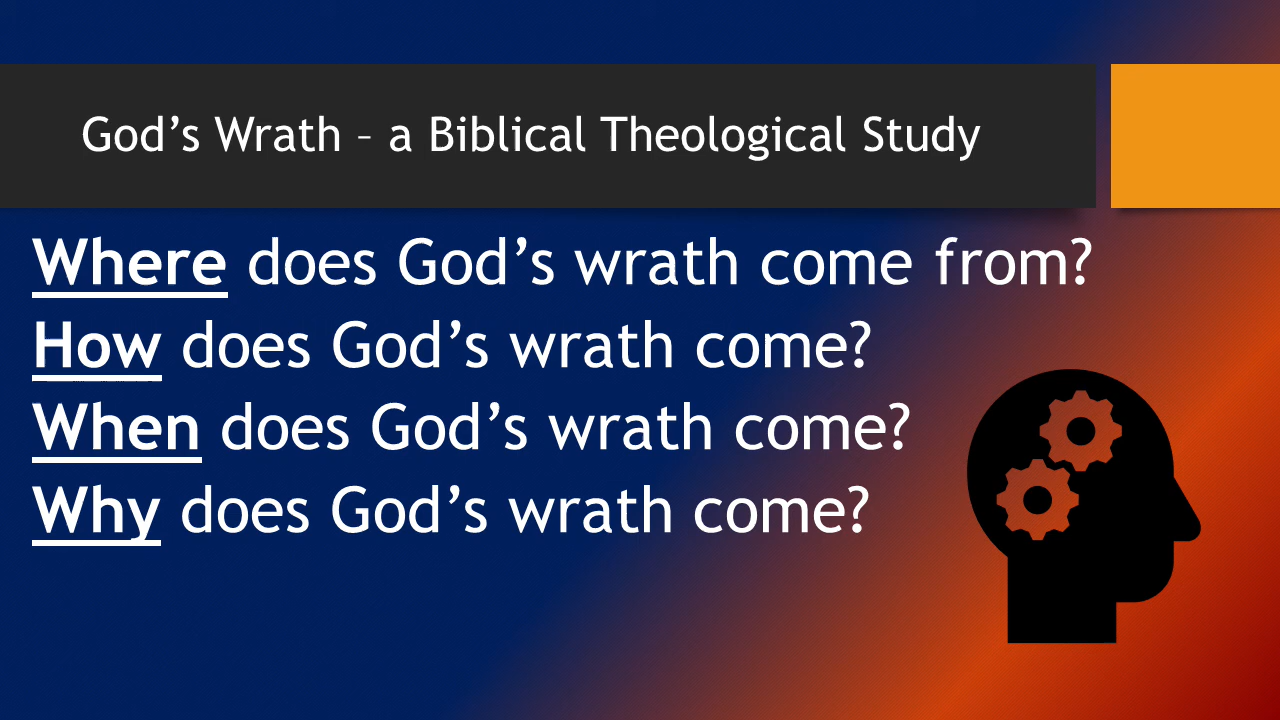 God’s Wrath – a Biblical Theological Study
Where does God’s wrath come from?
How does God’s wrath come?
When does God’s wrath come?
Why does God’s wrath come?